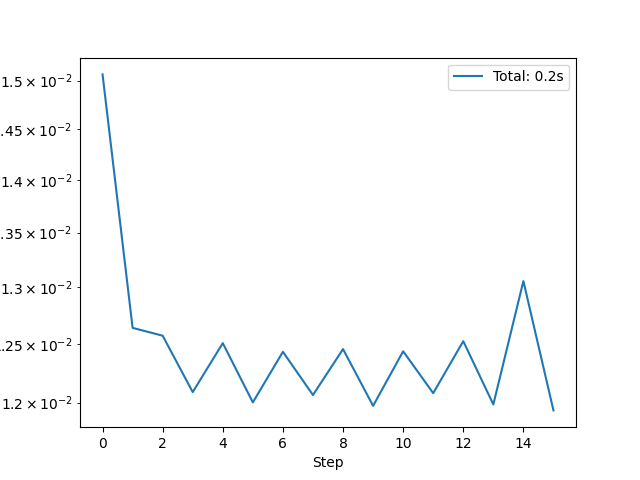 Total: 0.2s
1.5 × 10⁻²
.45 × 10⁻²
1.4 × 10⁻²
.35 × 10⁻²
1.3 × 10⁻²
.25 × 10⁻²
1.2 × 10⁻²
0 2 4 6 8 10 12 14
Step